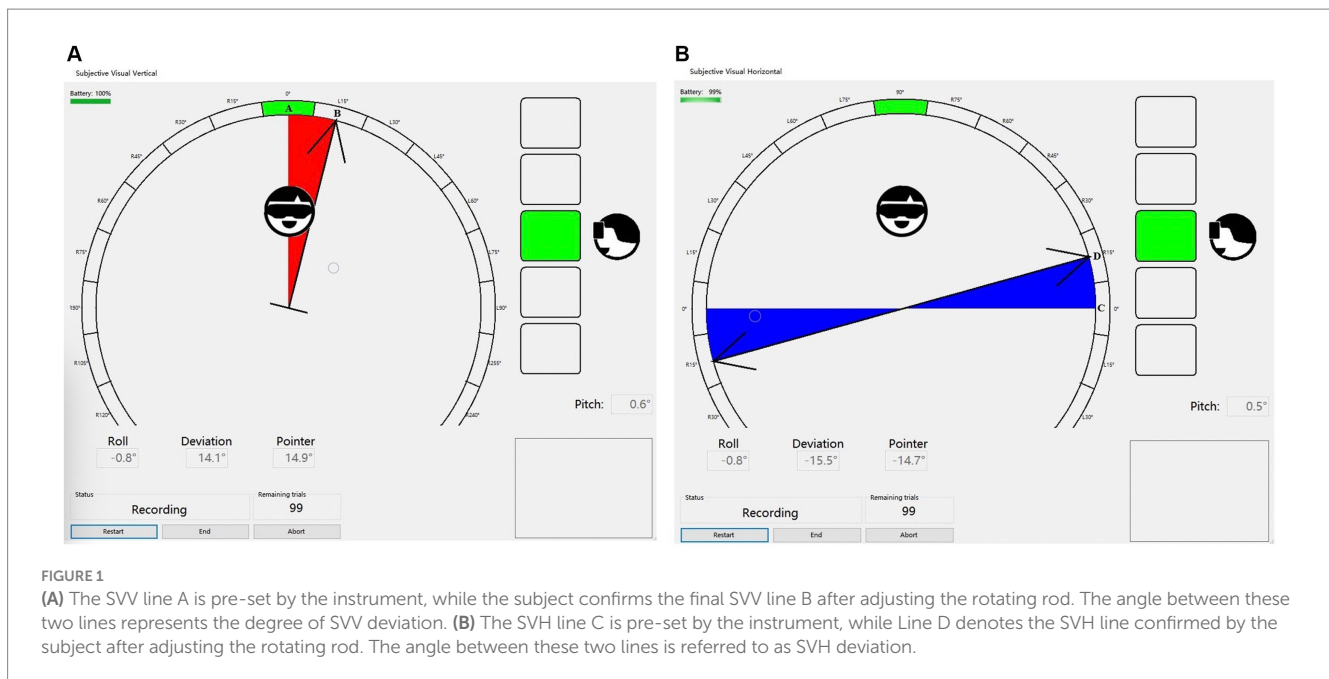 A
Subjective Visual Vertical
Battery: 100%
0°
R15°
L15°
A
B
R30°
L30°
R45°
L45°
R60°
L60°
R75°
L75°
R90°
L90°
R105°
L255°
R120°
R240°
Pitch: 0.6°
Roll Deviation Pointer
-0.8° 14.1° 14.9°
Status
Remaining trials
Recording
99
Restart End Abort
B
Subjective Visual Horizontal
Battery: 99%
90°
L75°
R75°
L60°
R60°
L45°
R45°
L30°
R30°
L15°
R15°
D
0°
C
0°
R15°
L15°
R30°
L30°
Pitch: 0.5°
Roll Deviation Pointer
-0.8° -15.5° -14.7°
Status
Remaining trials
Recording
99
Restart End Abort
FIGURE 1
(A) The SVV line A is pre-set by the instrument, while the subject confirms the final SVV line B after adjusting the rotating rod. The angle between these
two lines represents the degree of SVV deviation. (B) The SVH line C is pre-set by the instrument, while Line D denotes the SVH line confirmed by the
subject after adjusting the rotating rod. The angle between these two lines is referred to as SVH deviation.